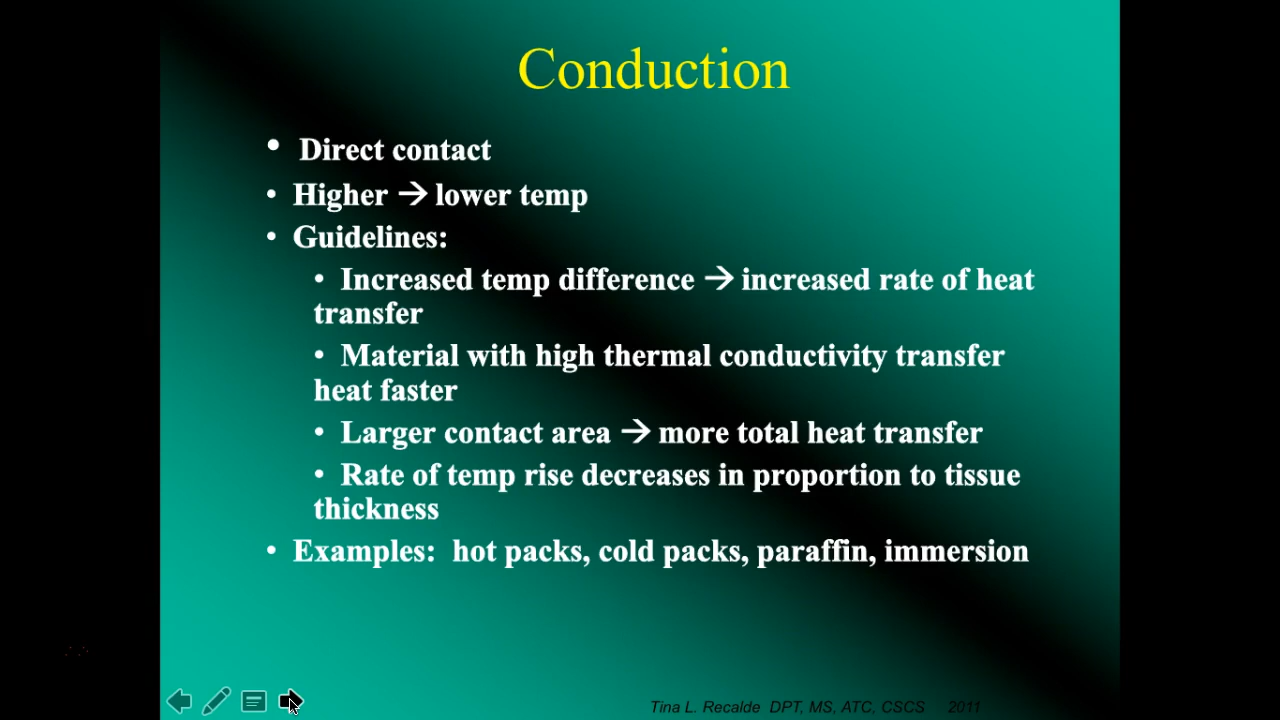 Conduction
• Direct contact
• Higher → lower temp
• Guidelines:
• Increased temp difference → increased rate of heat
transfer
• Material with high thermal conductivity transfer
heat faster
• Larger contact area → more total heat transfer
• Rate of temp rise decreases in proportion to tissue
thickness
• Examples:  hot packs, cold packs, paraffin, immersion
Tina L. Recalde  DPT, MS, ATC, CSCS    2011